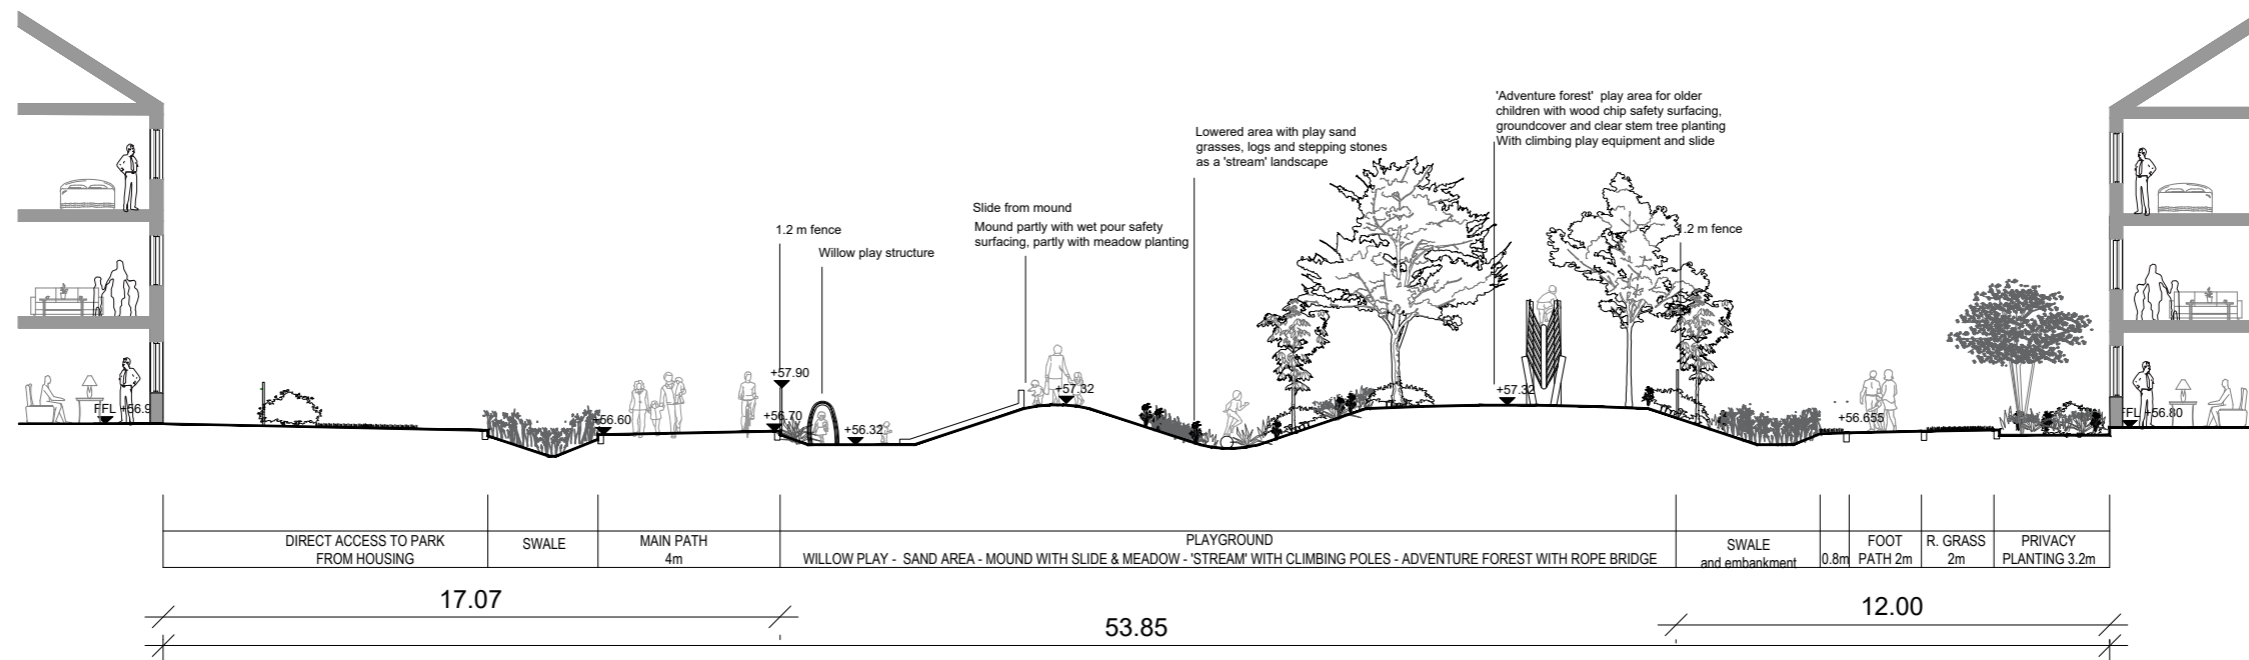 'Adventure forest' play area for older
children with wood chip safety surfacing,
groundcover and clear stem tree planting
With climbing play equipment and slide
Lowered area with play sand
grasses, logs and stepping stones
as a 'stream' landscape
Slide from mound
Mound partly with wet pour safety
surfacing, partly with meadow planting
1.2 m fence
Willow play structure
1.2 m fence
+57.90
+57.32
+57.32
FFL +56.9
+56.60
+56.70
+56.32
+56.655
FFL +56.80
DIRECT ACCESS TO PARK
FROM HOUSING
SWALE
MAIN PATH
4m
PLAYGROUND
WILLOW PLAY - SAND AREA - MOUND WITH SLIDE & MEADOW - 'STREAM' WITH CLIMBING POLES - ADVENTURE FOREST WITH ROPE BRIDGE
SWALE
and embankment
0.8m
FOOT
PATH 2m
R. GRASS
2m
PRIVACY
PLANTING 3.2m
17.07
53.85
12.00